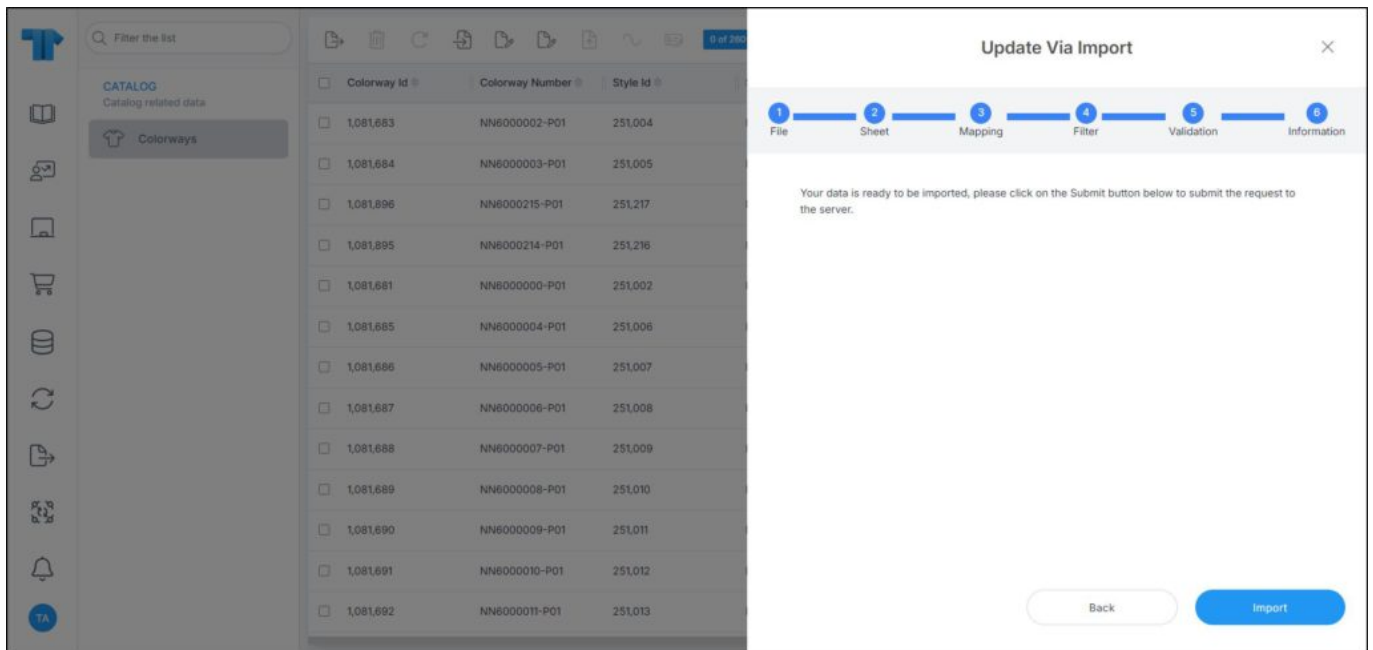 Filter the list
CATALOG
Catalog related data
Colorways
0 of 260
Colorway Id
Colorway Number
Style Id
1,081,683 NN6000002-P01 251,004
1,081,684 NN6000003-P01 251,005
1,081,896 NN6000215-P01 251,217
1,081,895 NN6000214-P01 251,216
1,081,681 NN6000000-P01 251,002
1,081,685 NN6000004-P01 251,006
1,081,686 NN6000005-P01 251,007
1,081,687 NN6000006-P01 251,008
1,081,688 NN6000007-P01 251,009
1,081,689 NN6000008-P01 251,010
1,081,690 NN6000009-P01 251,011
1,081,691 NN6000010-P01 251,012
1,081,692 NN6000011-P01 251,013
TA
Update Via Import
1 2 3 4 5 6
File Sheet Mapping Filter Validation Information
Your data is ready to be imported, please click on the Submit button below to submit the request to
the server.
Back
Import